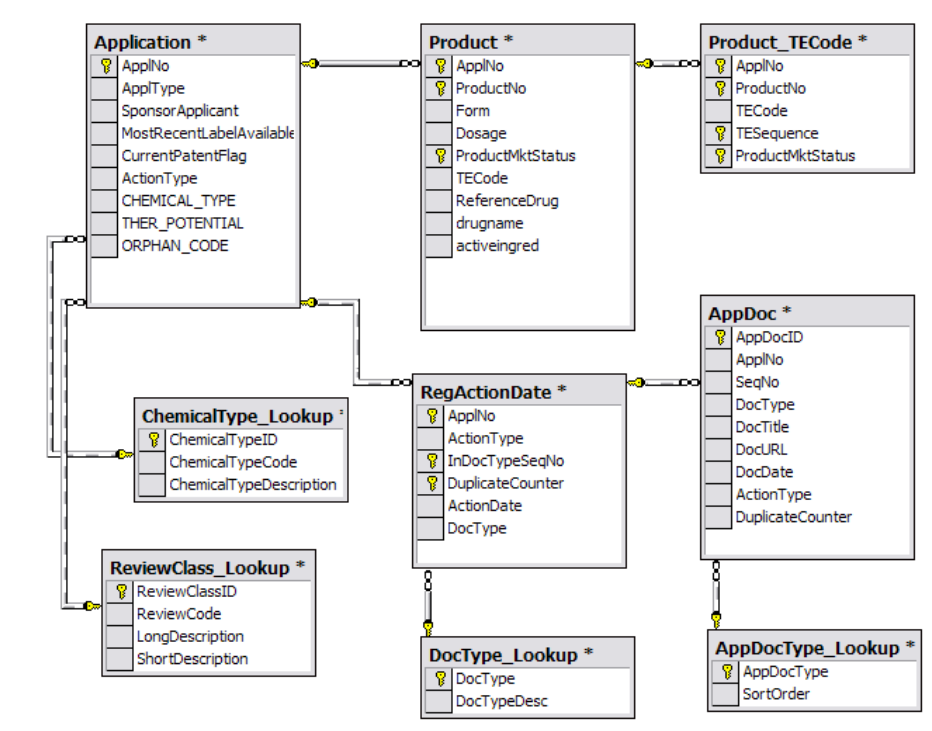 Application *
ApplNo
ApplType
SponsorApplicant
MostRecentLabelAvailable
CurrentPatentFlag
ActionType
CHEMICAL_TYPE
THER_POTENTIAL
ORPHAN_CODE
Product *
ApplNo
ProductNo
Form
Dosage
ProductMktStatus
TECode
ReferenceDrug
drugname
activeingred
Product_TECode *
ApplNo
ProductNo
TECode
TESequence
ProductMktStatus
AppDoc *
AppDocID
ApplNo
SeqNo
DocType
DocTitle
DocURL
DocDate
ActionType
DuplicateCounter
RegActionDate *
ApplNo
ActionType
InDocTypeSeqNo
DuplicateCounter
ActionDate
DocType
ChemicalType_Lookup *
ChemicalTypeID
ChemicalTypeCode
ChemicalTypeDescription
ReviewClass_Lookup *
ReviewClassID
ReviewCode
LongDescription
ShortDescription
DocType_Lookup *
DocType
DocTypeDesc
AppDocType_Lookup *
AppDocType
SortOrder